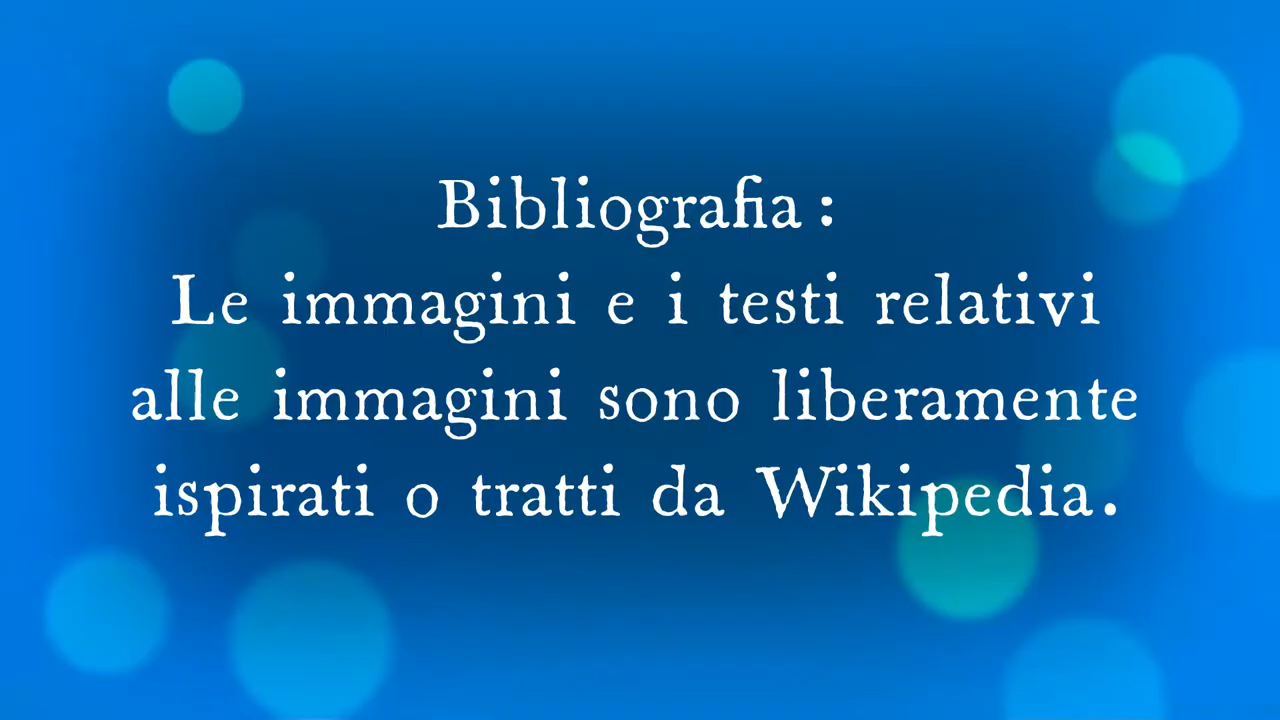 Bibliografia :
Le immagini e i testi relativi
alle immagini sono liberamente
ispirati o tratti da Wikipedia.